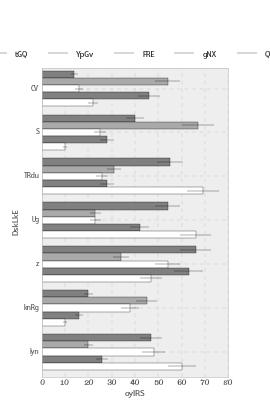 tGQ YpGv FRE gNX Q
CV
S
TRdu
Ug
z
knRg
lyn
DskLkE
0 10 20 30 40 50 60 70 80
oylRS